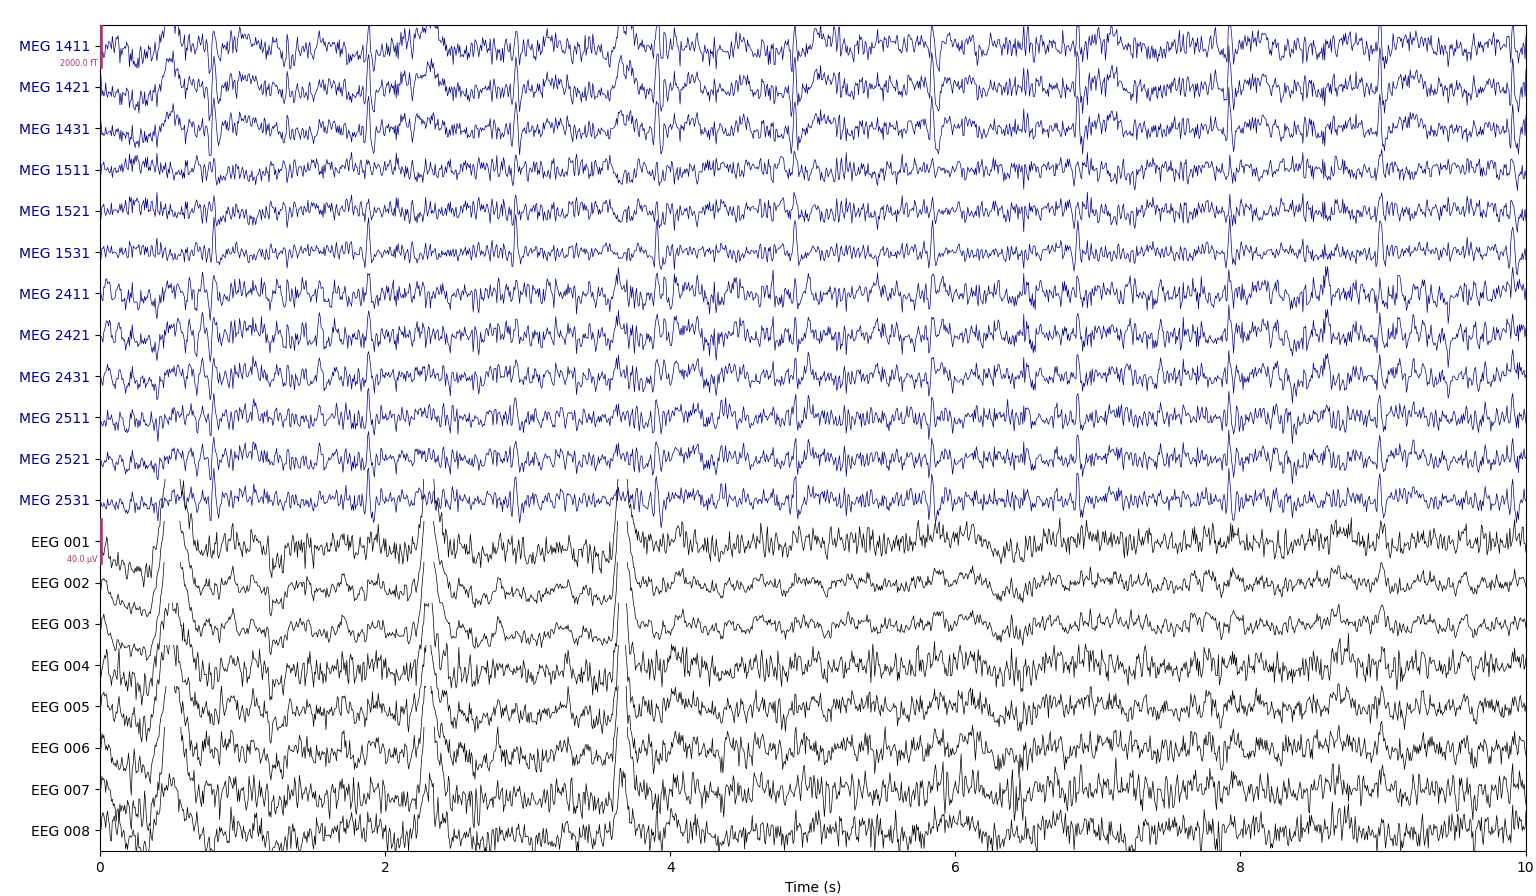 MEG 1411
2000.0 fT
MEG 1421
MEG 1431
MEG 1511
MEG 1521
MEG 1531
MEG 2411
MEG 2421
MEG 2431
MEG 2511
MEG 2521
MEG 2531
EEG 001
40.0 µV
EEG 002
EEG 003
EEG 004
EEG 005
EEG 006
EEG 007
EEG 008
0 2 4 6 8 10
Time (s)